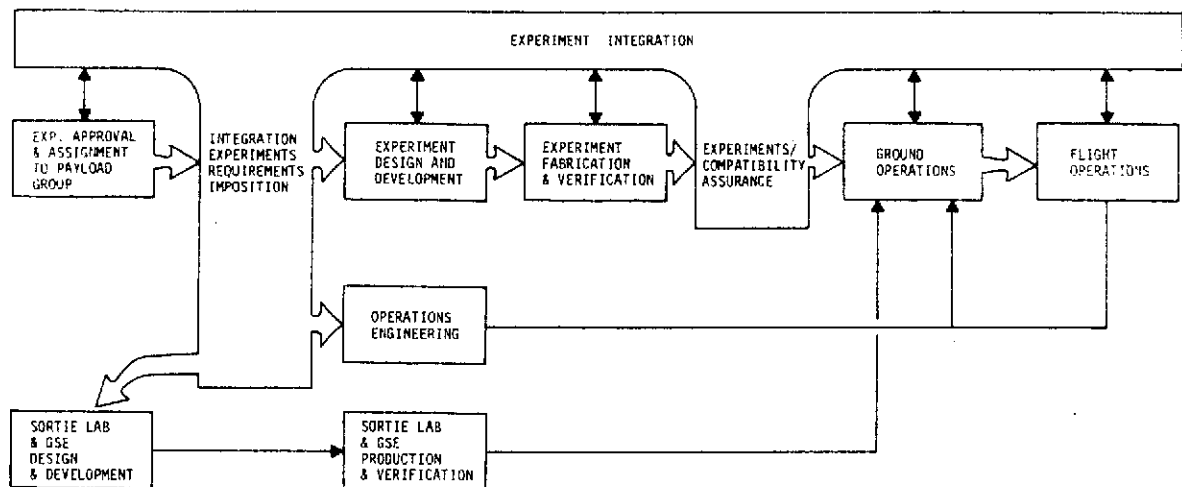 EXPERIMENT INTEGRATION
EXP. APPROVAL
& ASSIGNMENT
TO PAYLOAD
GROUP
INTEGRATION
EXPERIMENTS
REQUIREMENTS
IMPOSITION
EXPERIMENT
DESIGN AND
DEVELOPMENT
EXPERIMENT
FABRICATION
& VERIFICATION
EXPERIMENTS/
COMPATIBILITY
ASSURANCE
GROUND
OPERATIONS
FLIGHT
OPERATIONS
OPERATIONS
ENGINEERING
SORTIE LAB
& GSE
DESIGN
& DEVELOPMENT
SORTIE LAB
& GSE
PRODUCTION
& VERIFICATION